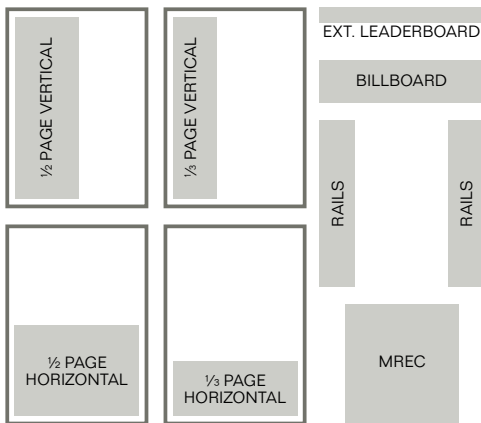 ½ PAGE VERTICAL
⅓ PAGE VERTICAL
EXT. LEADERBOARD
BILLBOARD
RAILS
RAILS
½ PAGE
HORIZONTAL
⅓ PAGE
HORIZONTAL
MREC